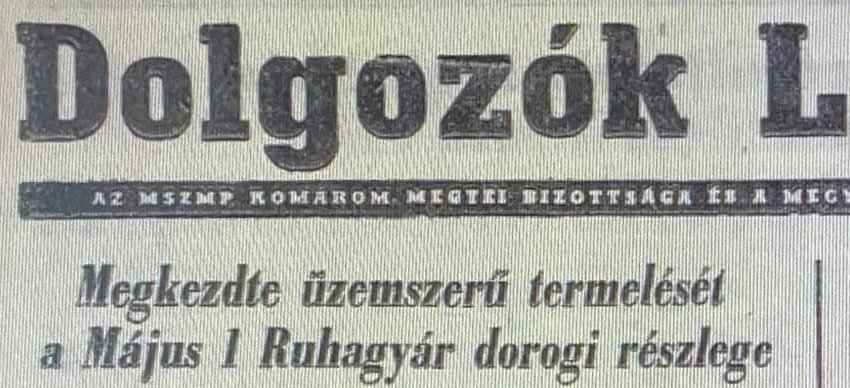 Dolgozók L
AZ MSZMP KOMÁROM MEGYEI BIZOTTSÁGA ÉS A MEGY
Megkezdte üzemszerű termelését
a Május 1 Ruhagyár dorogi részlege